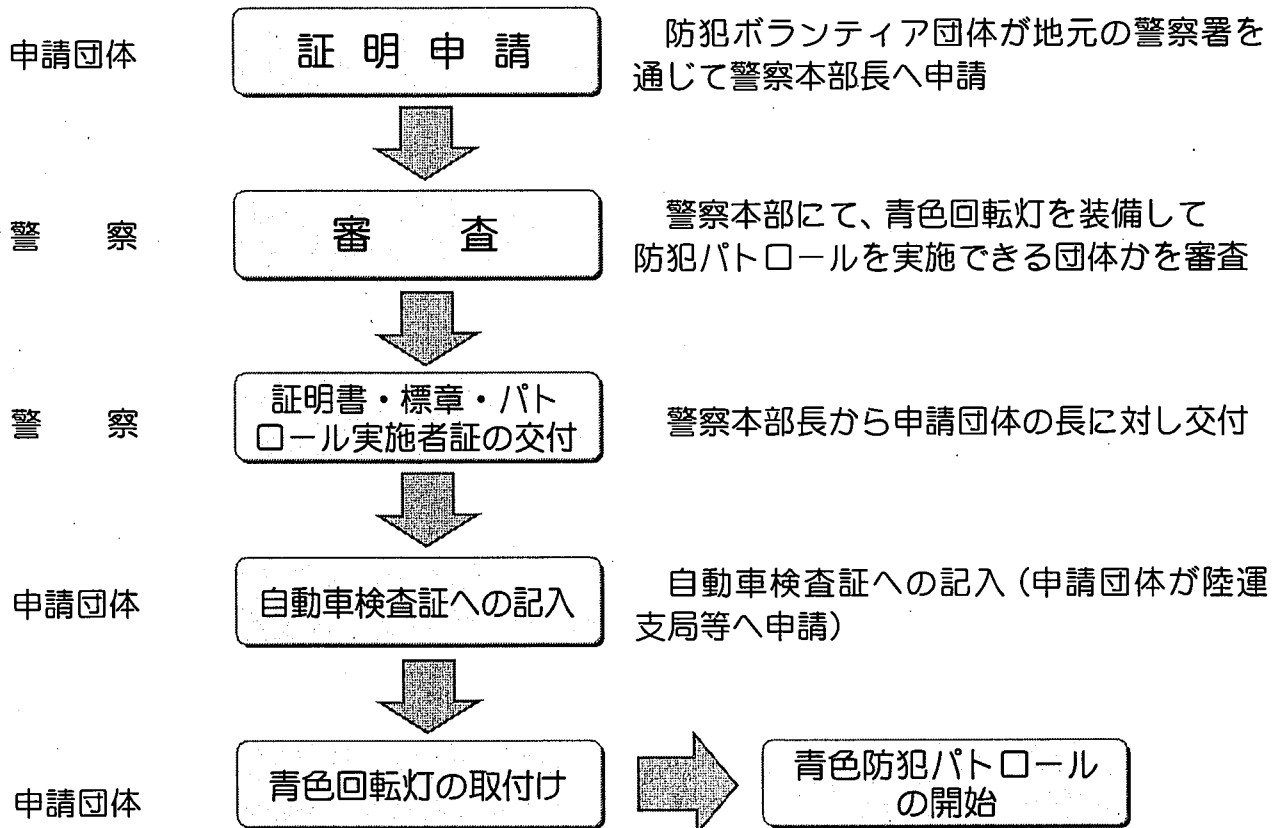 申請団体
証明申請
防犯ボランティア団体が地元の警察署を
通じて警察本部長へ申請
警察
審査
警察本部にて、青色回転灯を装備して
防犯パトロールを実施できる団体かを審査
警察
証明書・標章・パト
ロール実施者証の交付
警察本部長から申請団体の長に対し交付
申請団体
自動車検査証への記入
自動車検査証への記入(申請団体が陸運
支局等へ申請)
申請団体
青色回転灯の取付け
青色防犯パトロール
の開始